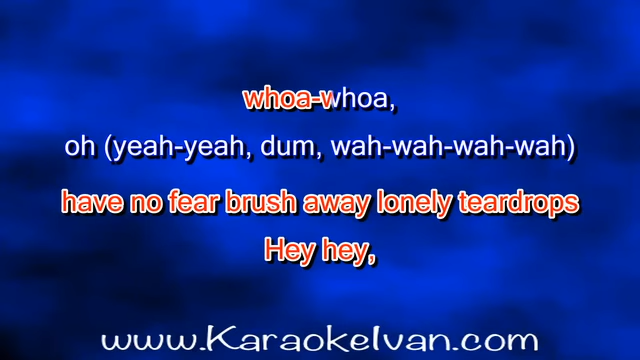 whoa-whoa,
oh (yeah-yeah, dum, wah-wah-wah-wah)
have no fear brush away lonely teardrops
Hey hey,
www.KaraokeIvan.com